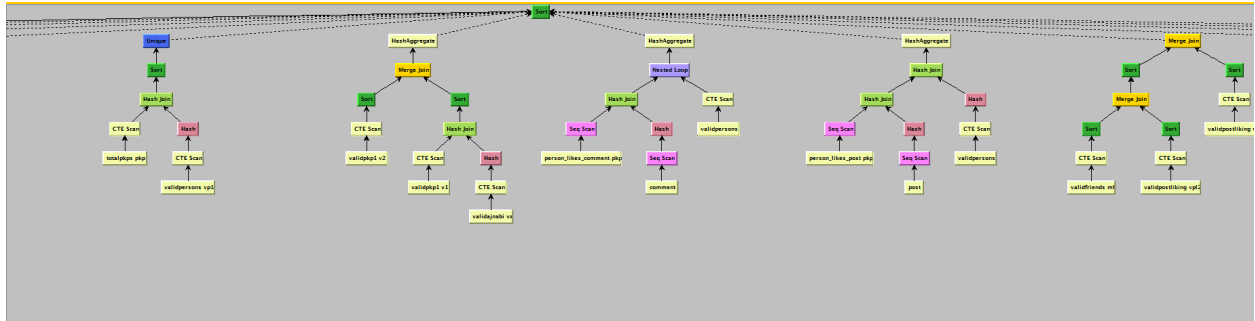 Sort
Unique
HashAggregate
HashAggregate
HashAggregate
Merge Join
Sort
Merge Join
Nested Loop
Hash Join
Sort
Sort
Hash Join
Sort
Sort
Hash Join
CTE Scan
Hash Join
Hash
Merge Join
CTE Scan
CTE Scan
Hash
CTE Scan
Hash Join
Seq Scan
Hash
validpersons
Seq Scan
Hash
CTE Scan
Sort
Sort
validpostliking v
totalpkps pkp
CTE Scan
validpkp1 v2
CTE Scan
Hash
person_likes_comment pkp
Seq Scan
person_likes_post pkp
Seq Scan
validpersons
CTE Scan
CTE Scan
validpersons vp1
validpkp1 v1
CTE Scan
comment
post
validfriends mf
validpostliking vpl2
validajnabi va